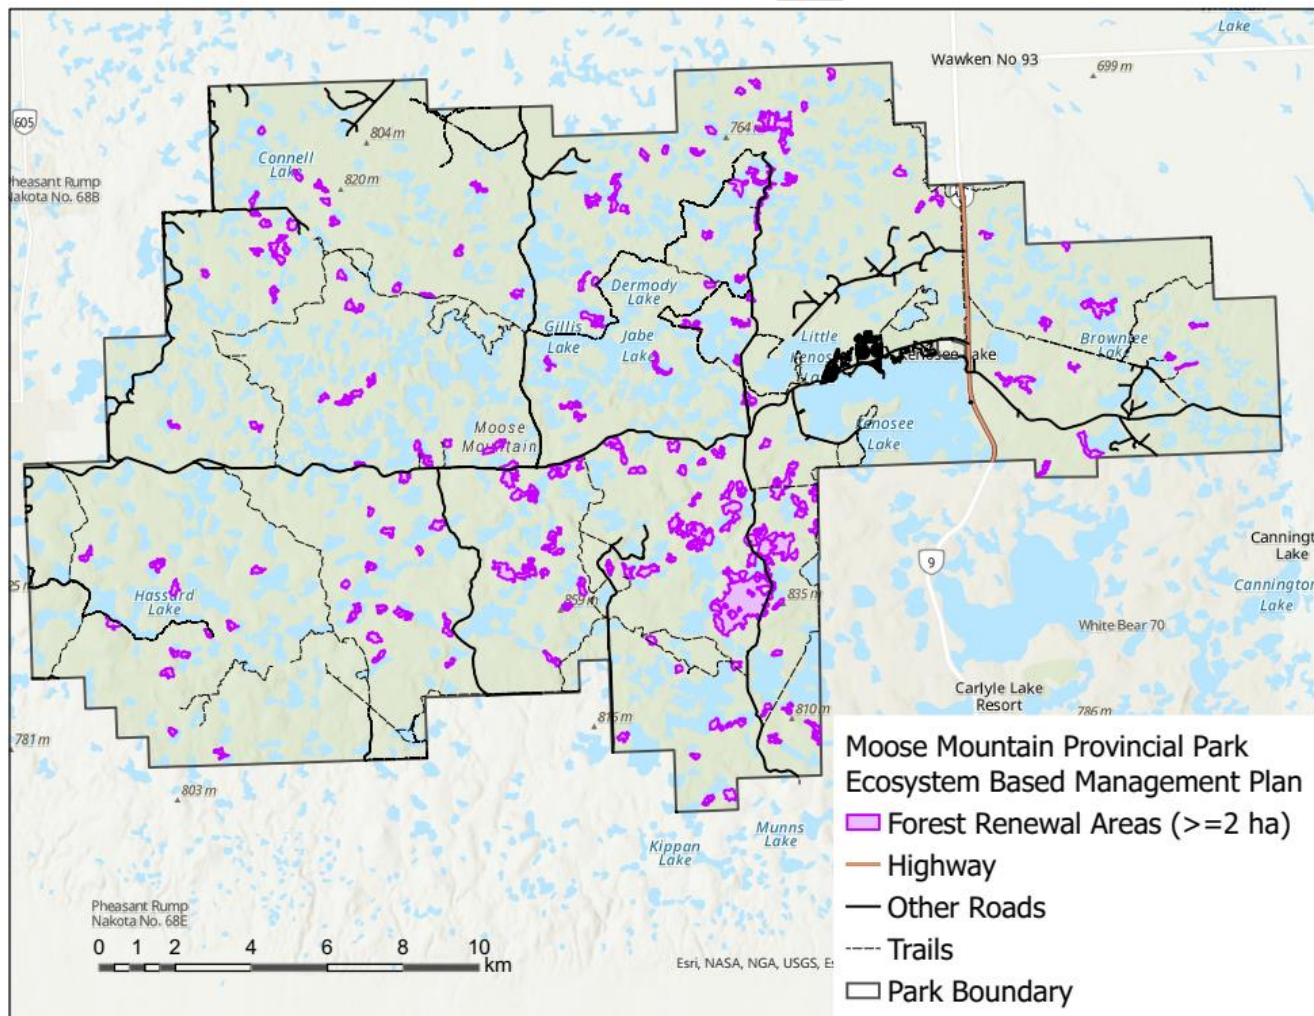 Lake
Wawken No 93
699 m
605
764 m
804 m
Connell
Lake
820 m
Pheasant Rump
Nakota No. 68B
Dermody
Lake
Gillis
Lake
Jabe
Lake
Little
Kenosee Lake
Brownlee
Lake
Moose
Mountain
Kenosee
Lake
9
Cannington
Lake
Cannington
Lake
Hassard
Lake
859 m
835 m
White Bear 70
Carlyle Lake
Resort
786 m
816 m
810 m
781 m
803 m
Munns
Lake
Kippan
Lake
Pheasant Rump
Nakota No. 68E
0 1 2 4 6 8 10
km
Esri, NASA, NGA, USGS, Es
Moose Mountain Provincial Park
Ecosystem Based Management Plan
Forest Renewal Areas (>=2 ha)
Highway
Other Roads
Trails
Park Boundary